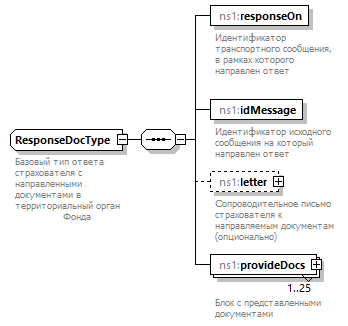 ns1:responseOn
Идентификатор
транспортного сообщения,
в рамках которого
направлен ответ
ns1:idMessage
Идентификатор исходного
сообщения на который
направлен ответ
ResponseDocType
Базовый тип ответа
страхователя с
направленными
документами в
территориальный орган
Фонда
ns1:letter
Сопроводительное письмо
страхователя к
направляемым документам
(опционально)
ns1:provideDocs
1..25
Блок с представленными
документами